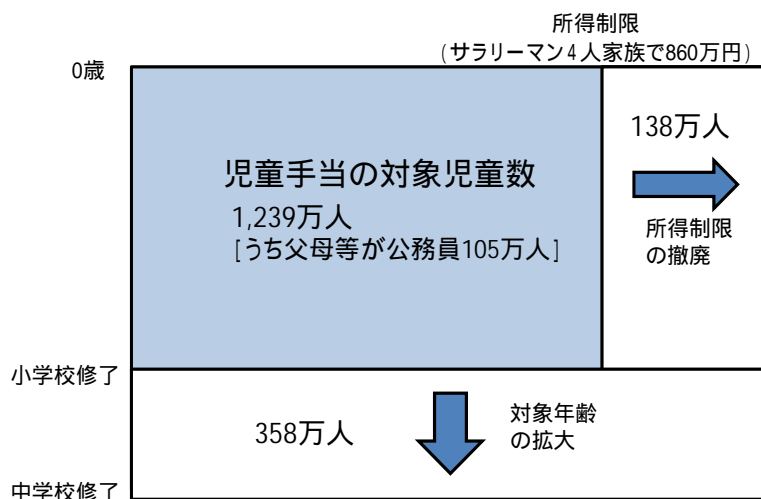 所得制限
(サラリーマン4人家族で860万円)
0歳
138万人
児童手当の対象児童数
1,239万人
[うち父母等が公務員105万人]
所得制限
の撤廃
小学校修了
358万人
対象年齢
の拡大
中学校修了